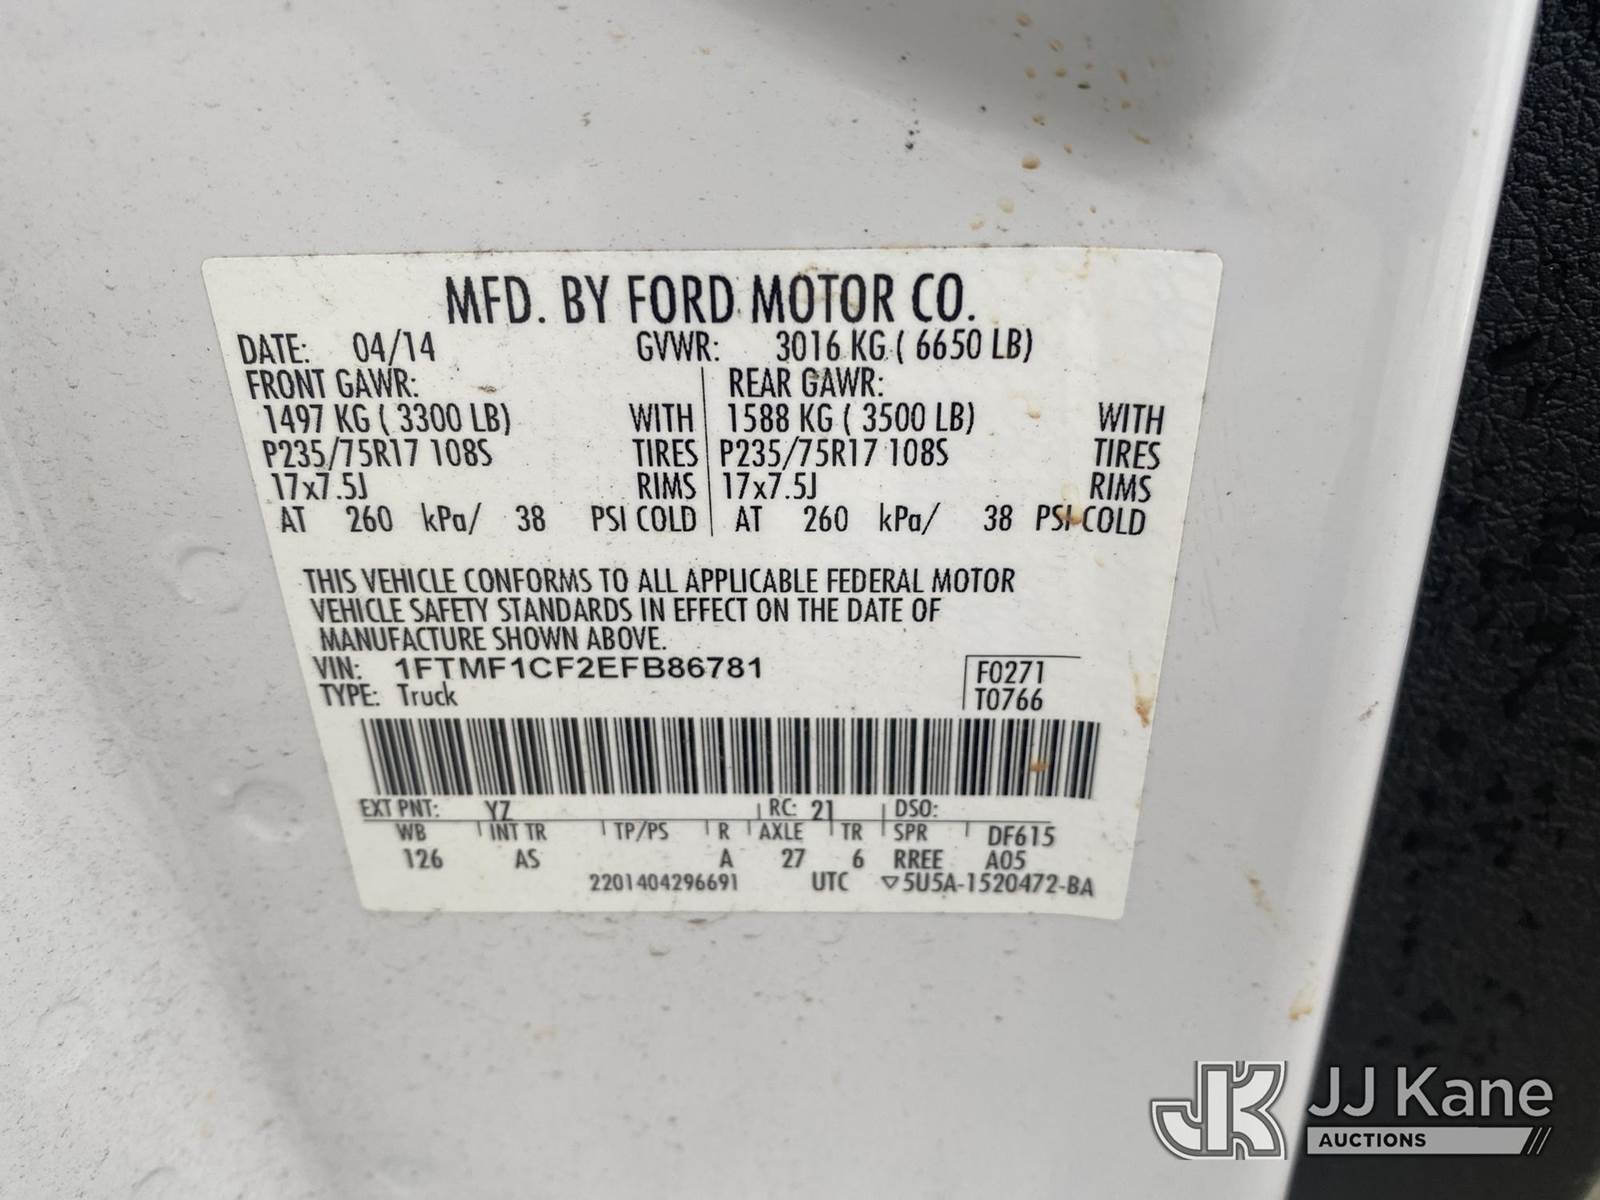 MFD. BY FORD MOTOR CO.
DATE: 04/14 GVWR: 3016 KG ( 6650 LB)
FRONT GAWR: REAR GAWR:
1497 KG ( 3300 LB) WITH 1588 KG ( 3500 LB) WITH
P235/75R17 108S TIRES P235/75R17 108S TIRES
17x7.5J RIMS 17x7.5J RIMS
AT 260 kPa/ 38 PSI COLD AT 260 kPa/ 38 PSI COLD
THIS VEHICLE CONFORMS TO ALL APPLICABLE FEDERAL MOTOR
VEHICLE SAFETY STANDARDS IN EFFECT ON THE DATE OF
MANUFACTURE SHOWN ABOVE.
VIN: 1FTMF1CF2EFB86781 F0271
TYPE: Truck T0766
EXT PNT: YZ RC: 21 DSO:
WB INT TR TP/PS R AXLE TR SPR DF615
126 AS A 27 6 RREE A05
2201404296691 UTC ▽5U5A-1520472-BA
JK JJ Kane
AUCTIONS